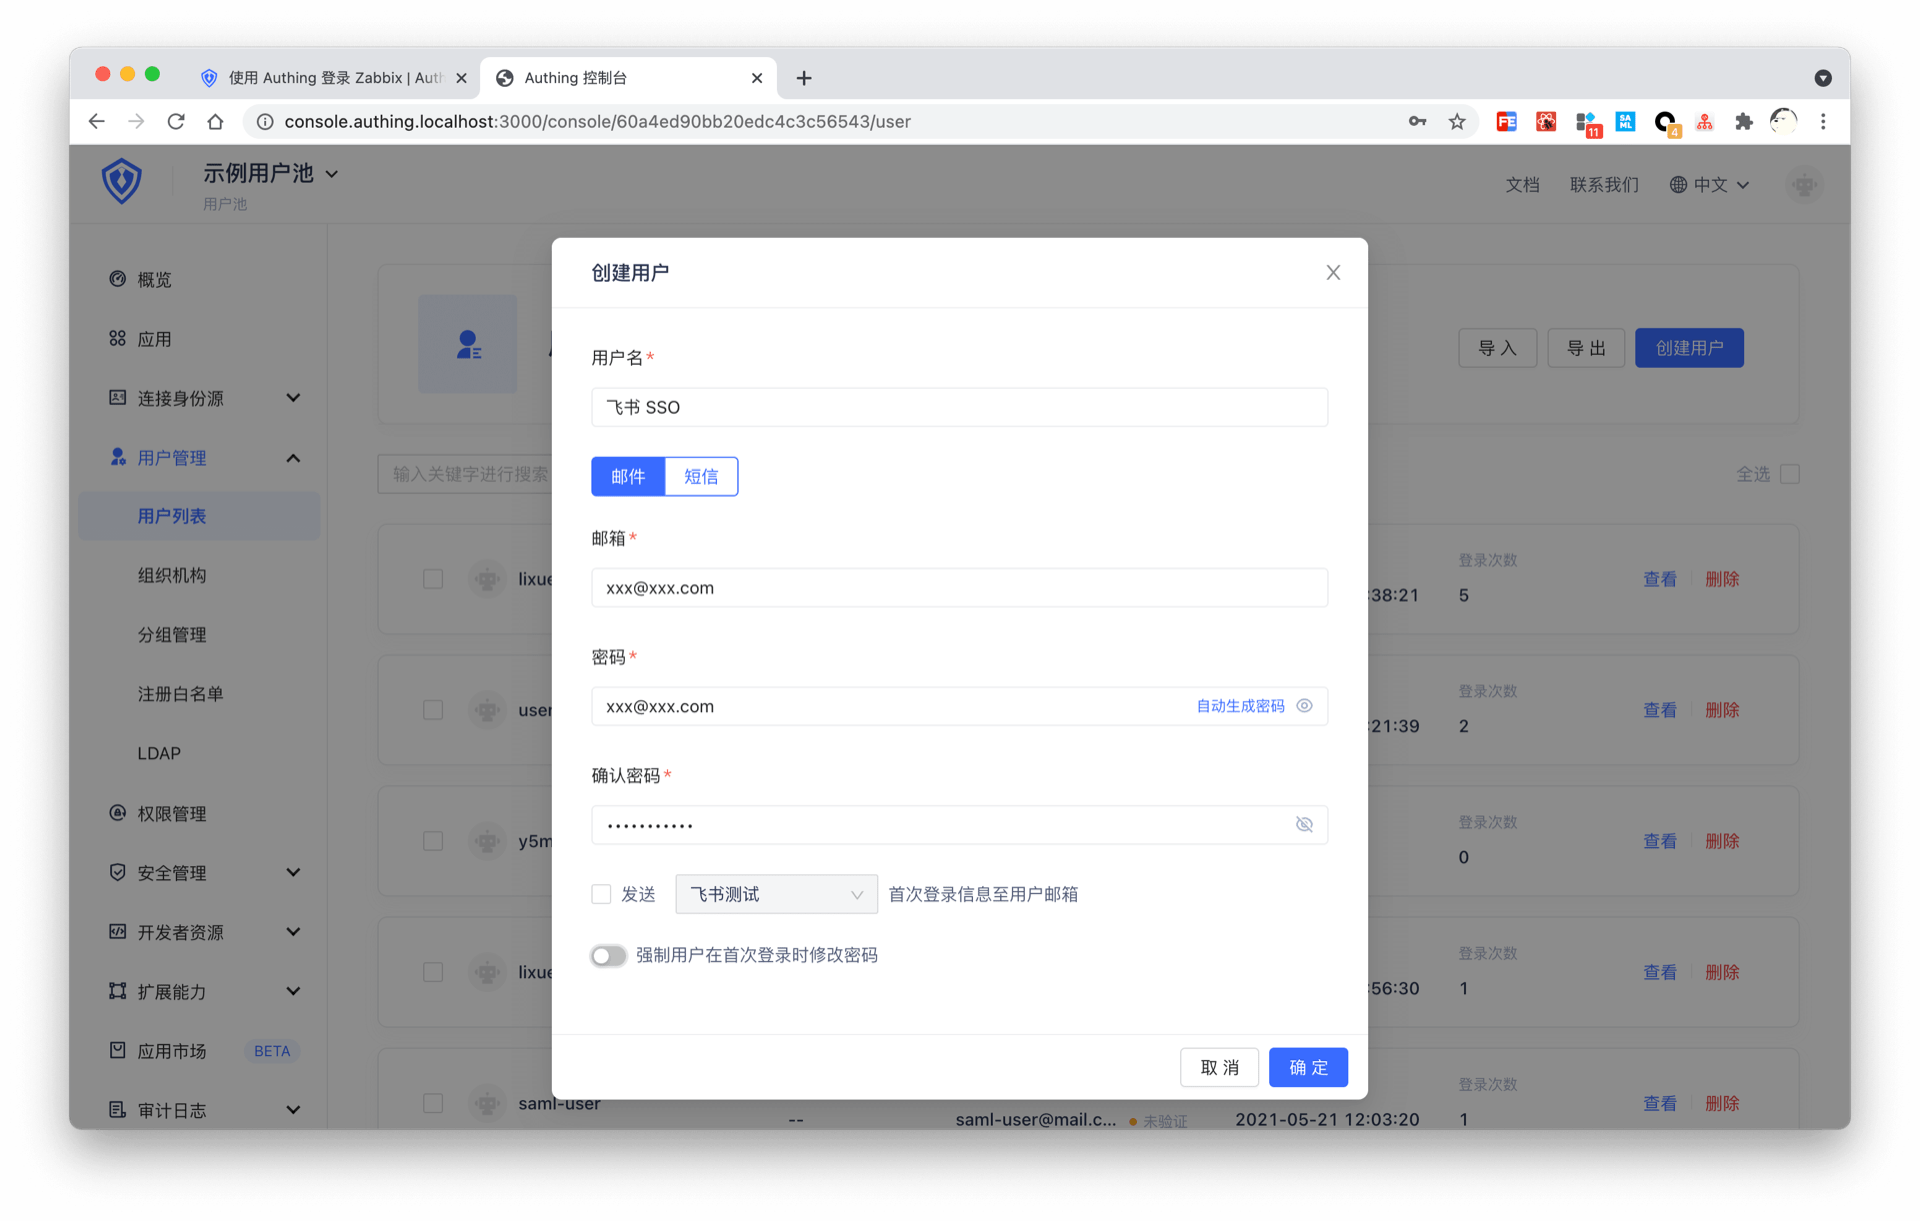 使用 Authing 登录 Zabbix | Auth
Authing 控制台
console.authing.localhost:3000/console/60a4ed90bb20edc4c3c56543/user
FE
11
SA
ML
4
示例用户池
用户池
文档
联系我们
中文
概览
应用
连接身份源
用户管理
用户列表
组织机构
分组管理
注册白名单
LDAP
权限管理
安全管理
开发者资源
扩展能力
应用市场
BETA
审计日志
导 入
导 出
创建用户
输入关键字进行搜索
全选
创建用户
用户名*
飞书 SSO
邮件
短信
邮箱*
xxx@xxx.com
密码*
xxx@xxx.com
自动生成密码
确认密码*
•••••••••••
发送
飞书测试
首次登录信息至用户邮箱
强制用户在首次登录时修改密码
取 消
确 定
lixue
:38:21
登录次数
5
查看
删除
user
:21:39
登录次数
2
查看
删除
y5m
登录次数
0
查看
删除
lixue
:56:30
登录次数
1
查看
删除
saml-user
--
saml-user@mail.c...
未验证
2021-05-21 12:03:20
登录次数
1
查看
删除